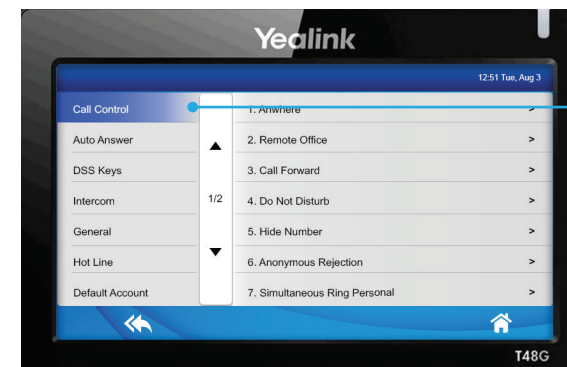 Yealink
12:51 Tue, Aug 3
Call Control
Auto Answer
DSS Keys
Intercom
General
Hot Line
Default Account
1/2
1. Anwhere >
2. Remote Office >
3. Call Forward >
4. Do Not Disturb >
5. Hide Number >
6. Anonymous Rejection >
7. Simultaneous Ring Personal >
T48G